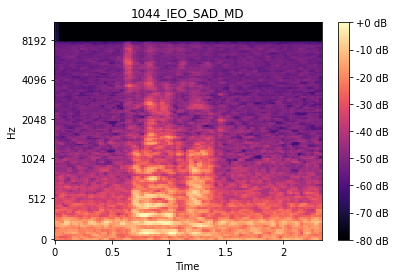 1044_IEO_SAD_MD
Hz
8192
4096
2048
1024
512
0
0
0.5
1
1.5
2
Time
+0 dB
-10 dB
-20 dB
-30 dB
-40 dB
-50 dB
-60 dB
-70 dB
-80 dB